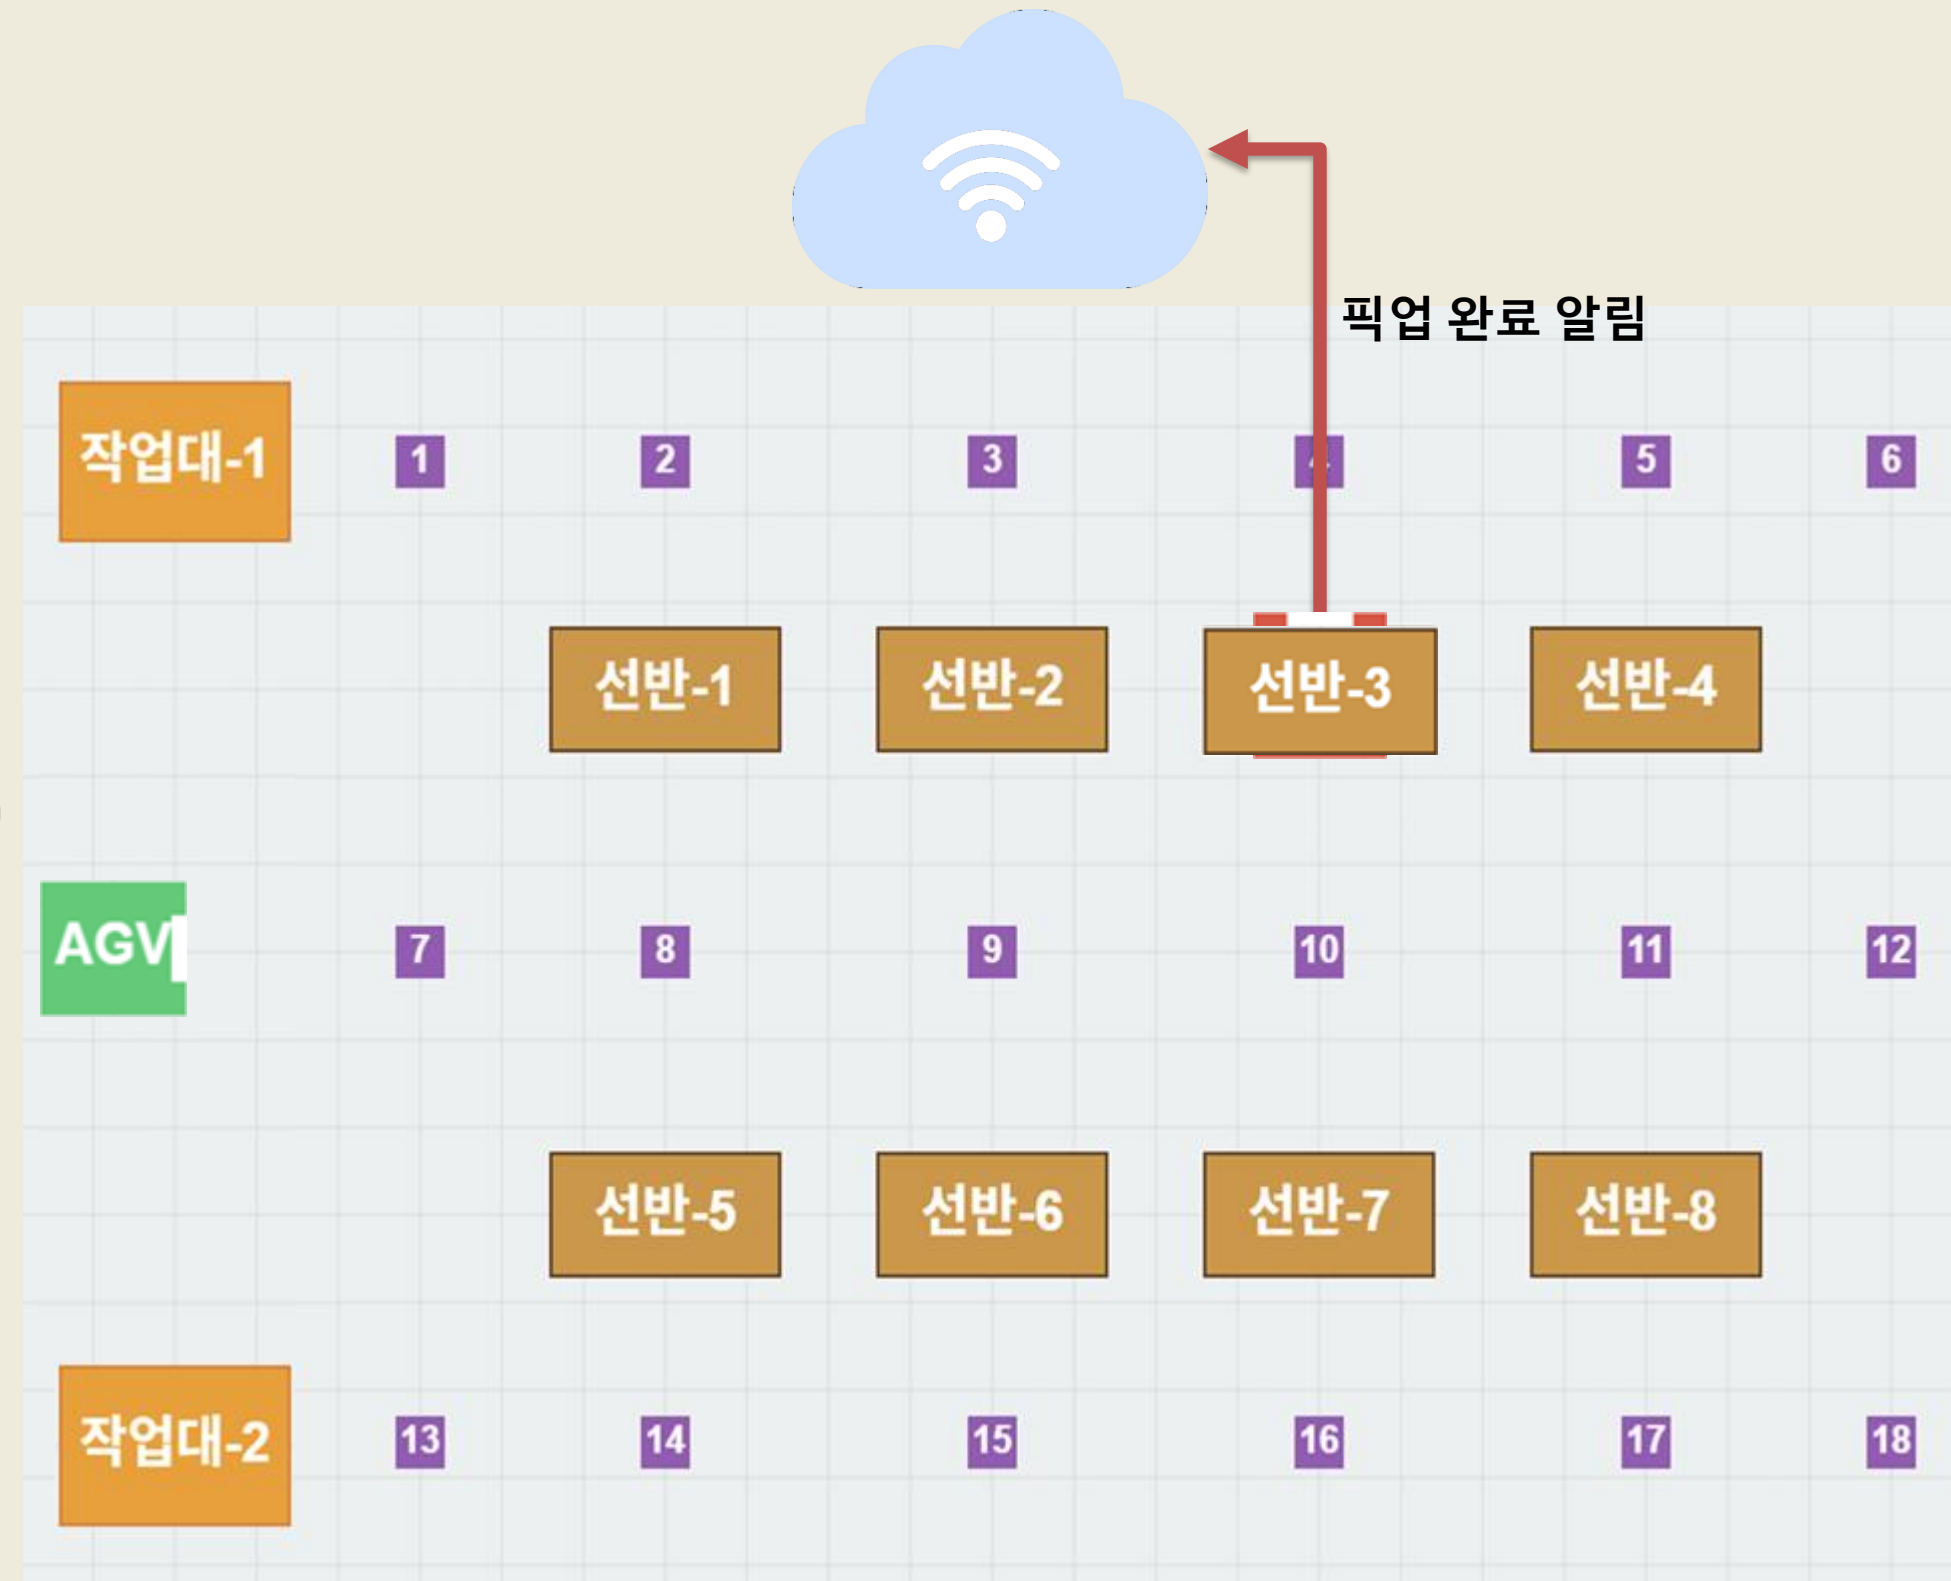 픽업 완료 알림
작업대-1 1 2 3 4 5 6
선반-1 선반-2 선반-3 선반-4
AGV 7 8 9 10 11 12
선반-5 선반-6 선반-7 선반-8
작업대-2 13 14 15 16 17 18